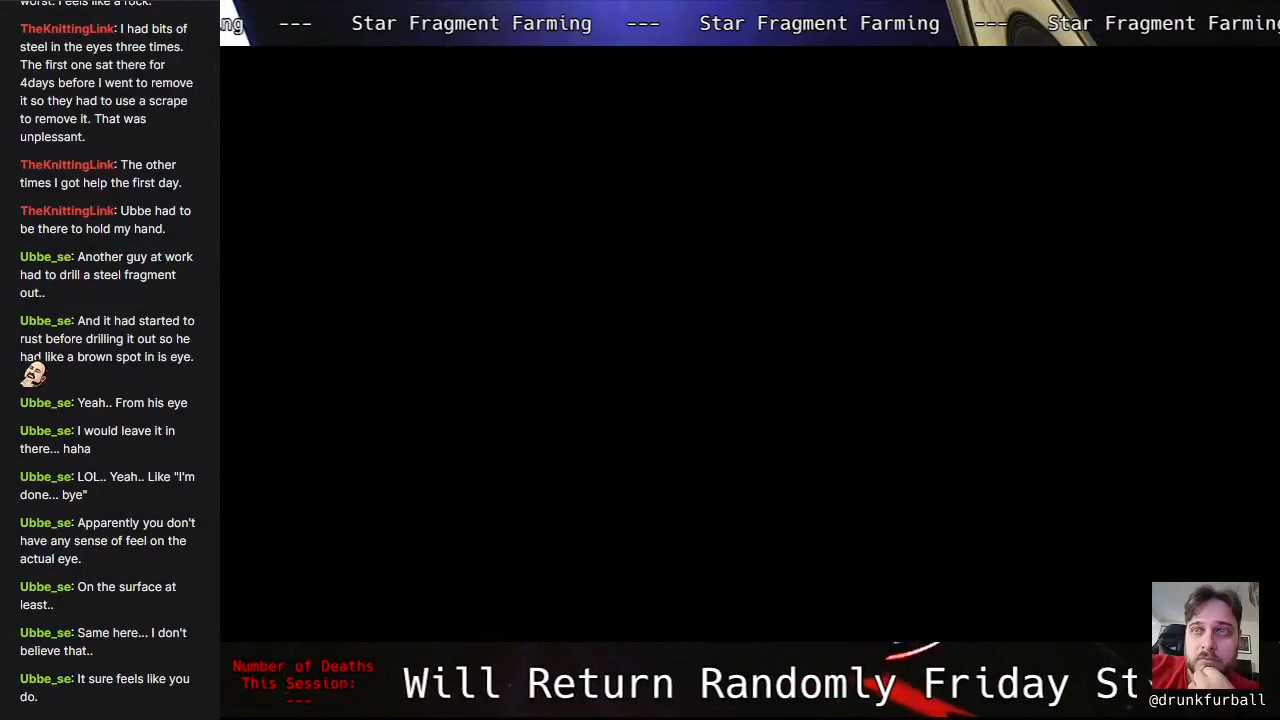 worst. Feels like a rock.
TheKnittingLink: I had bits of
steel in the eyes three times.
The first one sat there for
4days before I went to remove
it so they had to use a scrape
to remove it. That was
unplessant.
TheKnittingLink: The other
times I got help the first day.
TheKnittingLink: Ubbe had to
be there to hold my hand.
Ubbe_se: Another guy at work
had to drill a steel fragment
out..
Ubbe_se: And it had started to
rust before drilling it out so he
had like a brown spot in is eye.
Ubbe_se: Yeah.. From his eye
Ubbe_se: I would leave it in
there... haha
Ubbe_se: LOL.. Yeah.. Like "I'm
done... bye"
Ubbe_se: Apparently you don't
have any sense of feel on the
actual eye.
Ubbe_se: On the surface at
least..
Ubbe_se: Same here... I don't
believe that..
Ubbe_se: It sure feels like you
do.
ng --- Star Fragment Farming --- Star Fragment Farming --- Star Fragment Farming
Number of Deaths
This Session:
---
Will Return Randomly Friday St
@drunkfurball